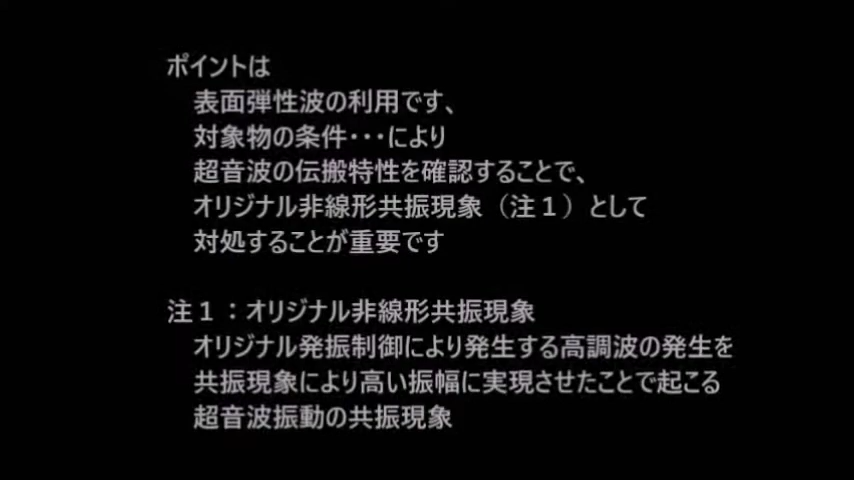 ポイントは
表面弾性波の利用です、
対象物の条件・・・により
超音波の伝搬特性を確認することで、
オリジナル非線形共振現象（注１）として
対処することが重要です
注１：オリジナル非線形共振現象
オリジナル発振制御により発生する高調波の発生を
共振現象により高い振幅に実現させたことで起こる
超音波振動の共振現象